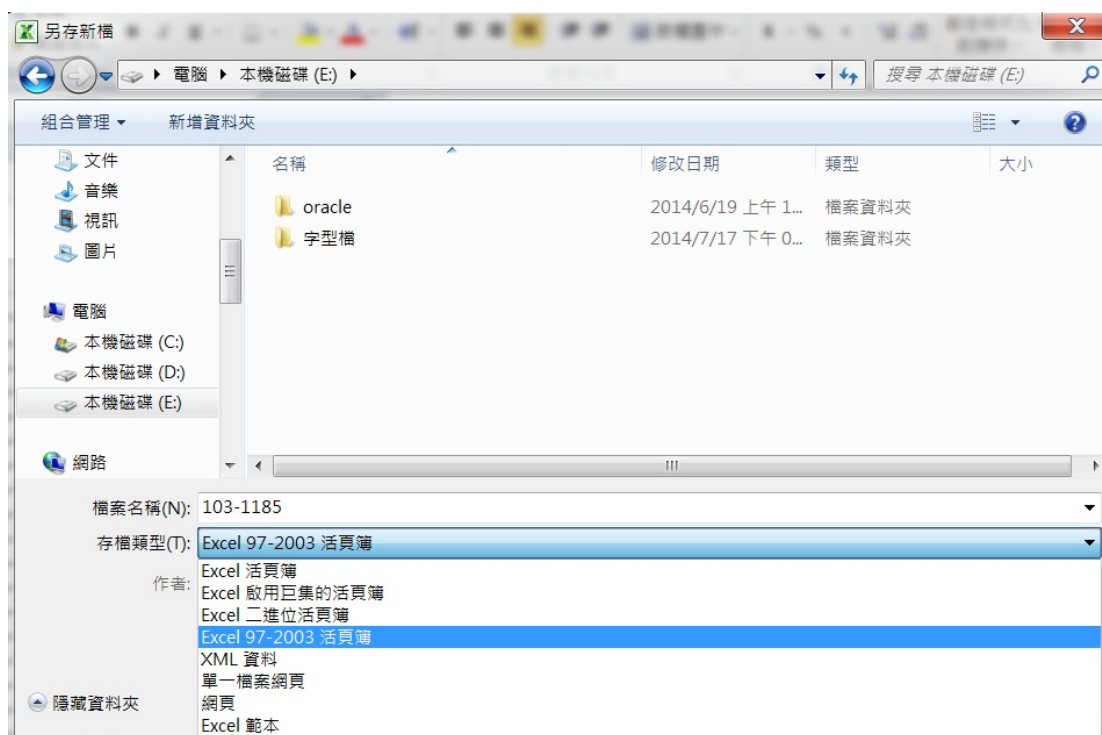 另存新檔
電腦 本機磁碟 (E:)
搜尋 本機磁碟 (E:)
組合管理 新增資料夾
名稱 修改日期 類型 大小
文件
音樂
視訊
圖片
電腦
本機磁碟 (C:)
本機磁碟 (D:)
本機磁碟 (E:)
網路
oracle 2014/6/19 上午 1... 檔案資料夾
字型檔 2014/7/17 下午 0... 檔案資料夾
檔案名稱(N): 103-1185
存檔類型(T): Excel 97-2003 活頁簿
作者:
Excel 活頁簿
Excel 啟用巨集的活頁簿
Excel 二進位活頁簿
Excel 97-2003 活頁簿
XML 資料
單一檔案網頁
網頁
Excel 範本
隱藏資料夾